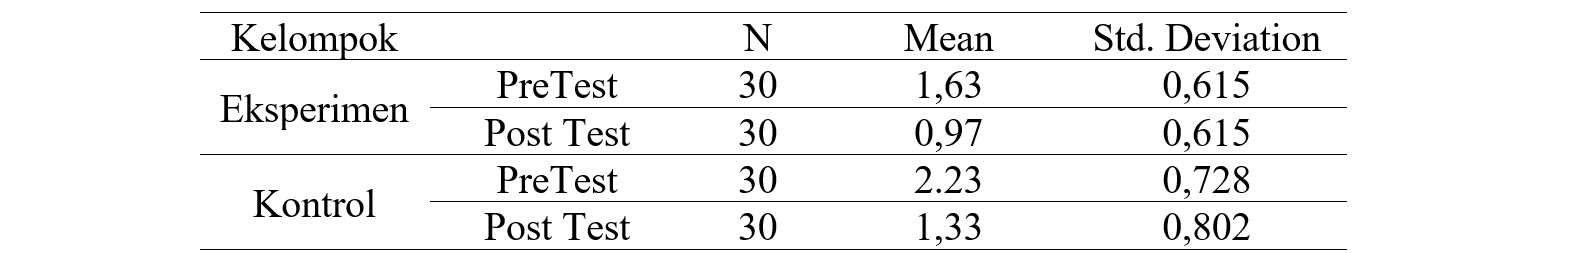 Kelompok N Mean Std. Deviation
Eksperimen PreTest 30 1,63 0,615
Post Test 30 0,97 0,615
Kontrol PreTest 30 2.23 0,728
Post Test 30 1,33 0,802